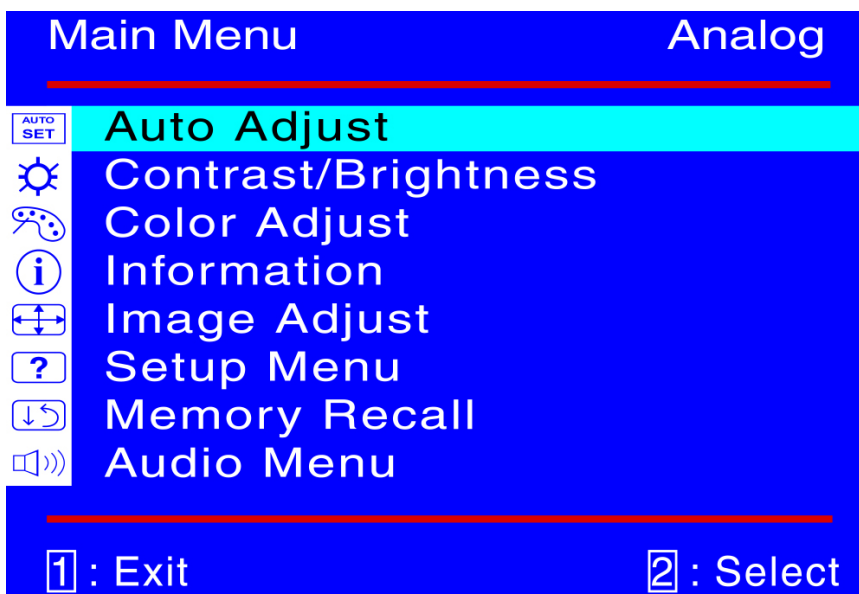 Main Menu Analog
AUTO SET Auto Adjust
Contrast/Brightness
Color Adjust
i Information
Image Adjust
? Setup Menu
Memory Recall
Audio Menu
1 : Exit 2 : Select